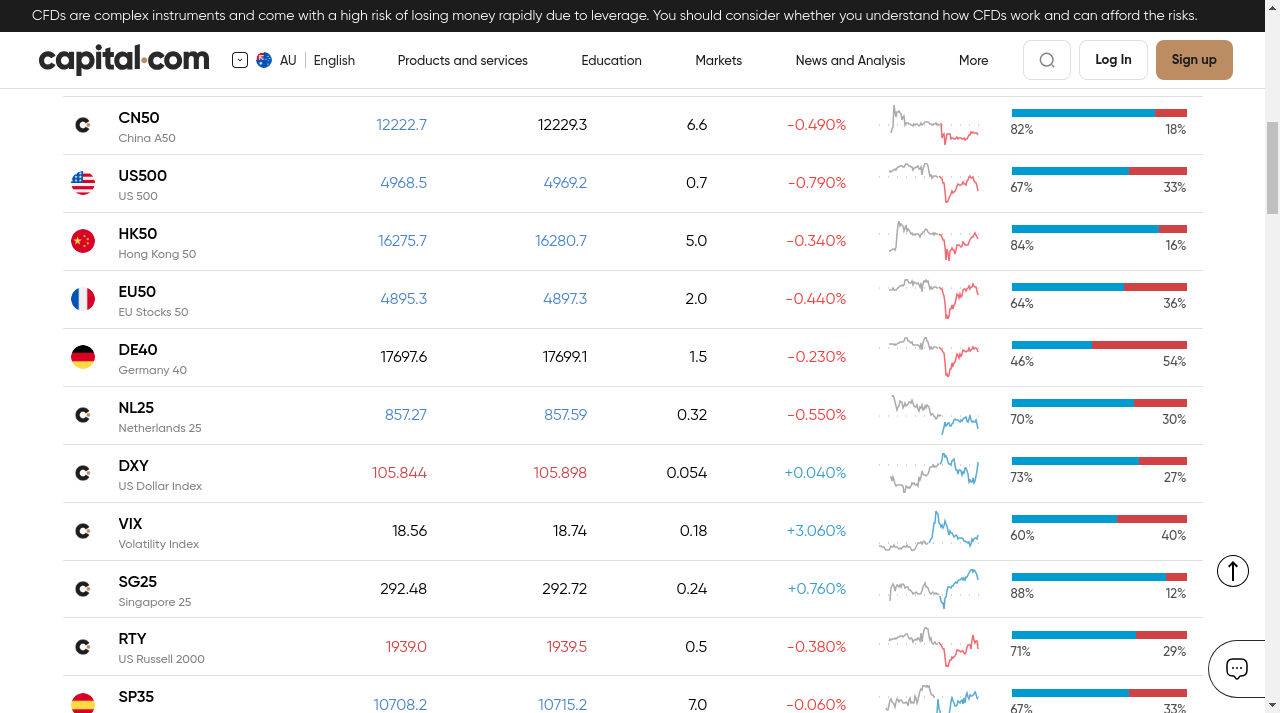 CFDs are complex instruments and come with a high risk of losing money rapidly due to leverage. You should consider whether you understand how CFDs work and can afford the risks.
capital.com AU English Products and services Education Markets News and Analysis More Log In Sign up
CN50 12222.7 12229.3 6.6 -0.490%
China A50 82% 18%
US500 4968.5 4969.2 0.7 -0.790%
US 500 67% 33%
HK50 16275.7 16280.7 5.0 -0.340%
Hong Kong 50 84% 16%
EU50 4895.3 4897.3 2.0 -0.440%
EU Stocks 50 64% 36%
DE40 17697.6 17699.1 1.5 -0.230%
Germany 40 46% 54%
NL25 857.27 857.59 0.32 -0.550%
Netherlands 25 70% 30%
DXY 105.844 105.898 0.054 +0.040%
US Dollar Index 73% 27%
VIX 18.56 18.74 0.18 +3.060%
Volatility Index 60% 40%
SG25 292.48 292.72 0.24 +0.760%
Singapore 25 88% 12%
RTY 1939.0 1939.5 0.5 -0.380%
US Russell 2000 71% 29%
SP35 10708.2 10715.2 7.0 -0.060%
67% 33%